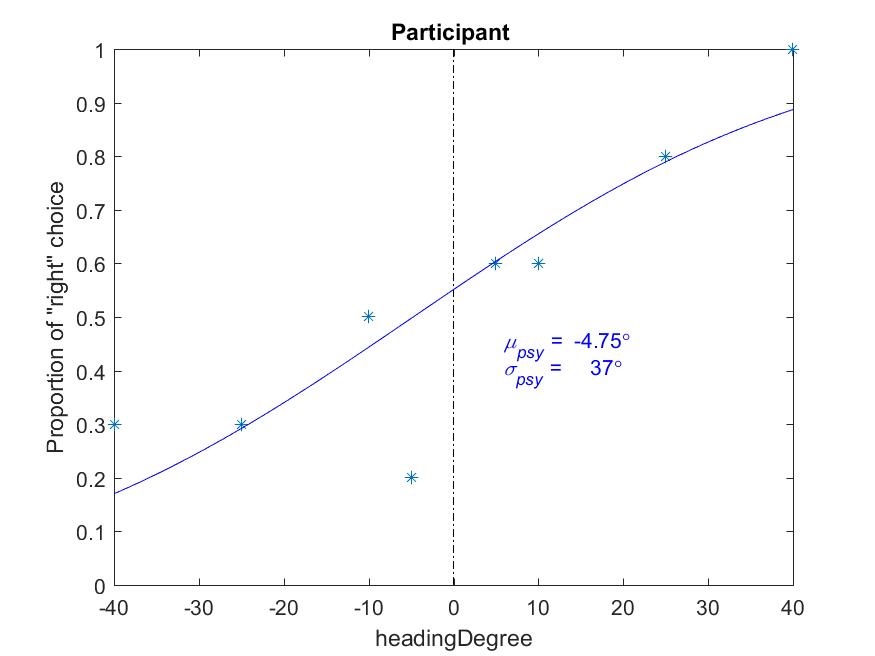 Participant
1
0.9
0.8
0.7
0.6
0.5
0.4
0.3
0.2
0.1
0
Proportion of "right" choice
μpsy = -4.75°
σpsy = 37°
-40 -30 -20 -10 0 10 20 30 40
headingDegree